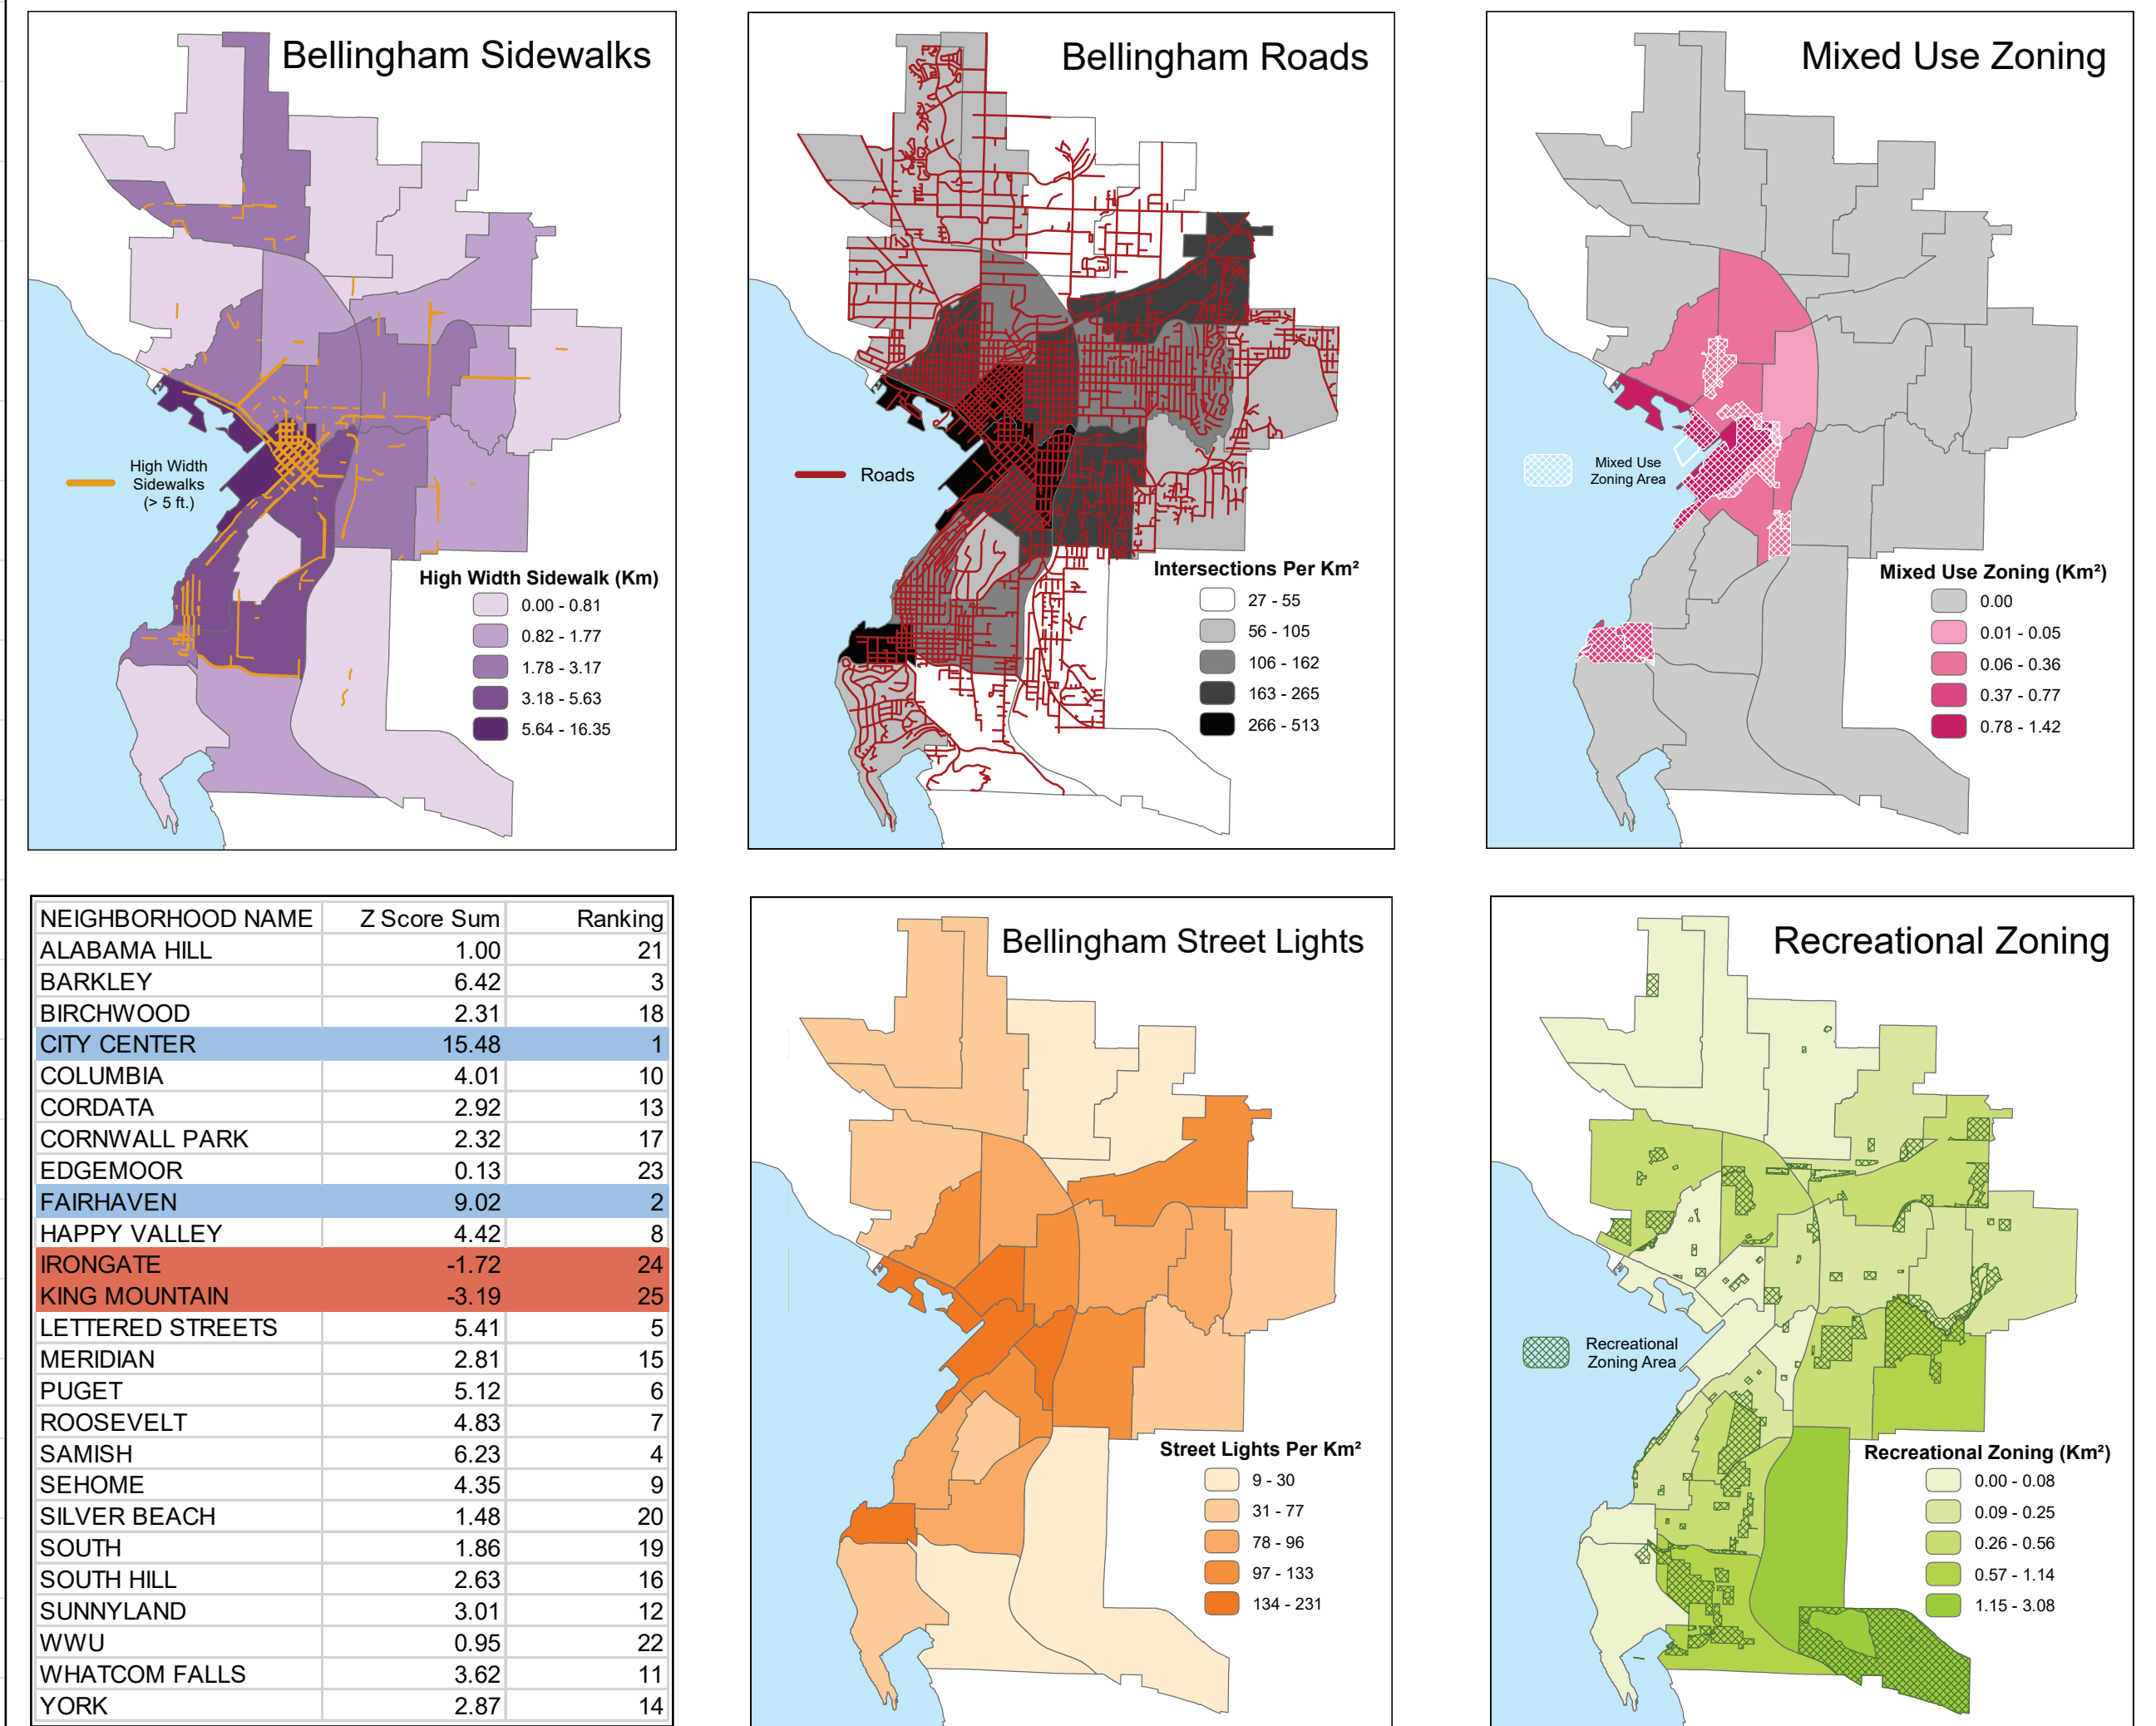 Bellingham Sidewalks
High Width
Sidewalks
(> 5 ft.)
High Width Sidewalk (Km)
0.00 - 0.81
0.82 - 1.77
1.78 - 3.17
3.18 - 5.63
5.64 - 16.35
Bellingham Roads
Roads
Intersections Per Km²
27 - 55
56 - 105
106 - 162
163 - 265
266 - 513
Mixed Use Zoning
Mixed Use
Zoning Area
Mixed Use Zoning (Km²)
0.00
0.01 - 0.05
0.06 - 0.36
0.37 - 0.77
0.78 - 1.42
NEIGHBORHOOD NAME Z Score Sum Ranking
ALABAMA HILL 1.00 21
BARKLEY 6.42 3
BIRCHWOOD 2.31 18
CITY CENTER 15.48 1
COLUMBIA 4.01 10
CORDATA 2.92 13
CORNWALL PARK 2.32 17
EDGEMOOR 0.13 23
FAIRHAVEN 9.02 2
HAPPY VALLEY 4.42 8
IRONGATE -1.72 24
KING MOUNTAIN -3.19 25
LETTERED STREETS 5.41 5
MERIDIAN 2.81 15
PUGET 5.12 6
ROOSEVELT 4.83 7
SAMISH 6.23 4
SEHOME 4.35 9
SILVER BEACH 1.48 20
SOUTH 1.86 19
SOUTH HILL 2.63 16
SUNNYLAND 3.01 12
WWU 0.95 22
WHATCOM FALLS 3.62 11
YORK 2.87 14
Bellingham Street Lights
Street Lights Per Km²
9 - 30
31 - 77
78 - 96
97 - 133
134 - 231
Recreational Zoning
Recreational
Zoning Area
Recreational Zoning (Km²)
0.00 - 0.08
0.09 - 0.25
0.26 - 0.56
0.57 - 1.14
1.15 - 3.08